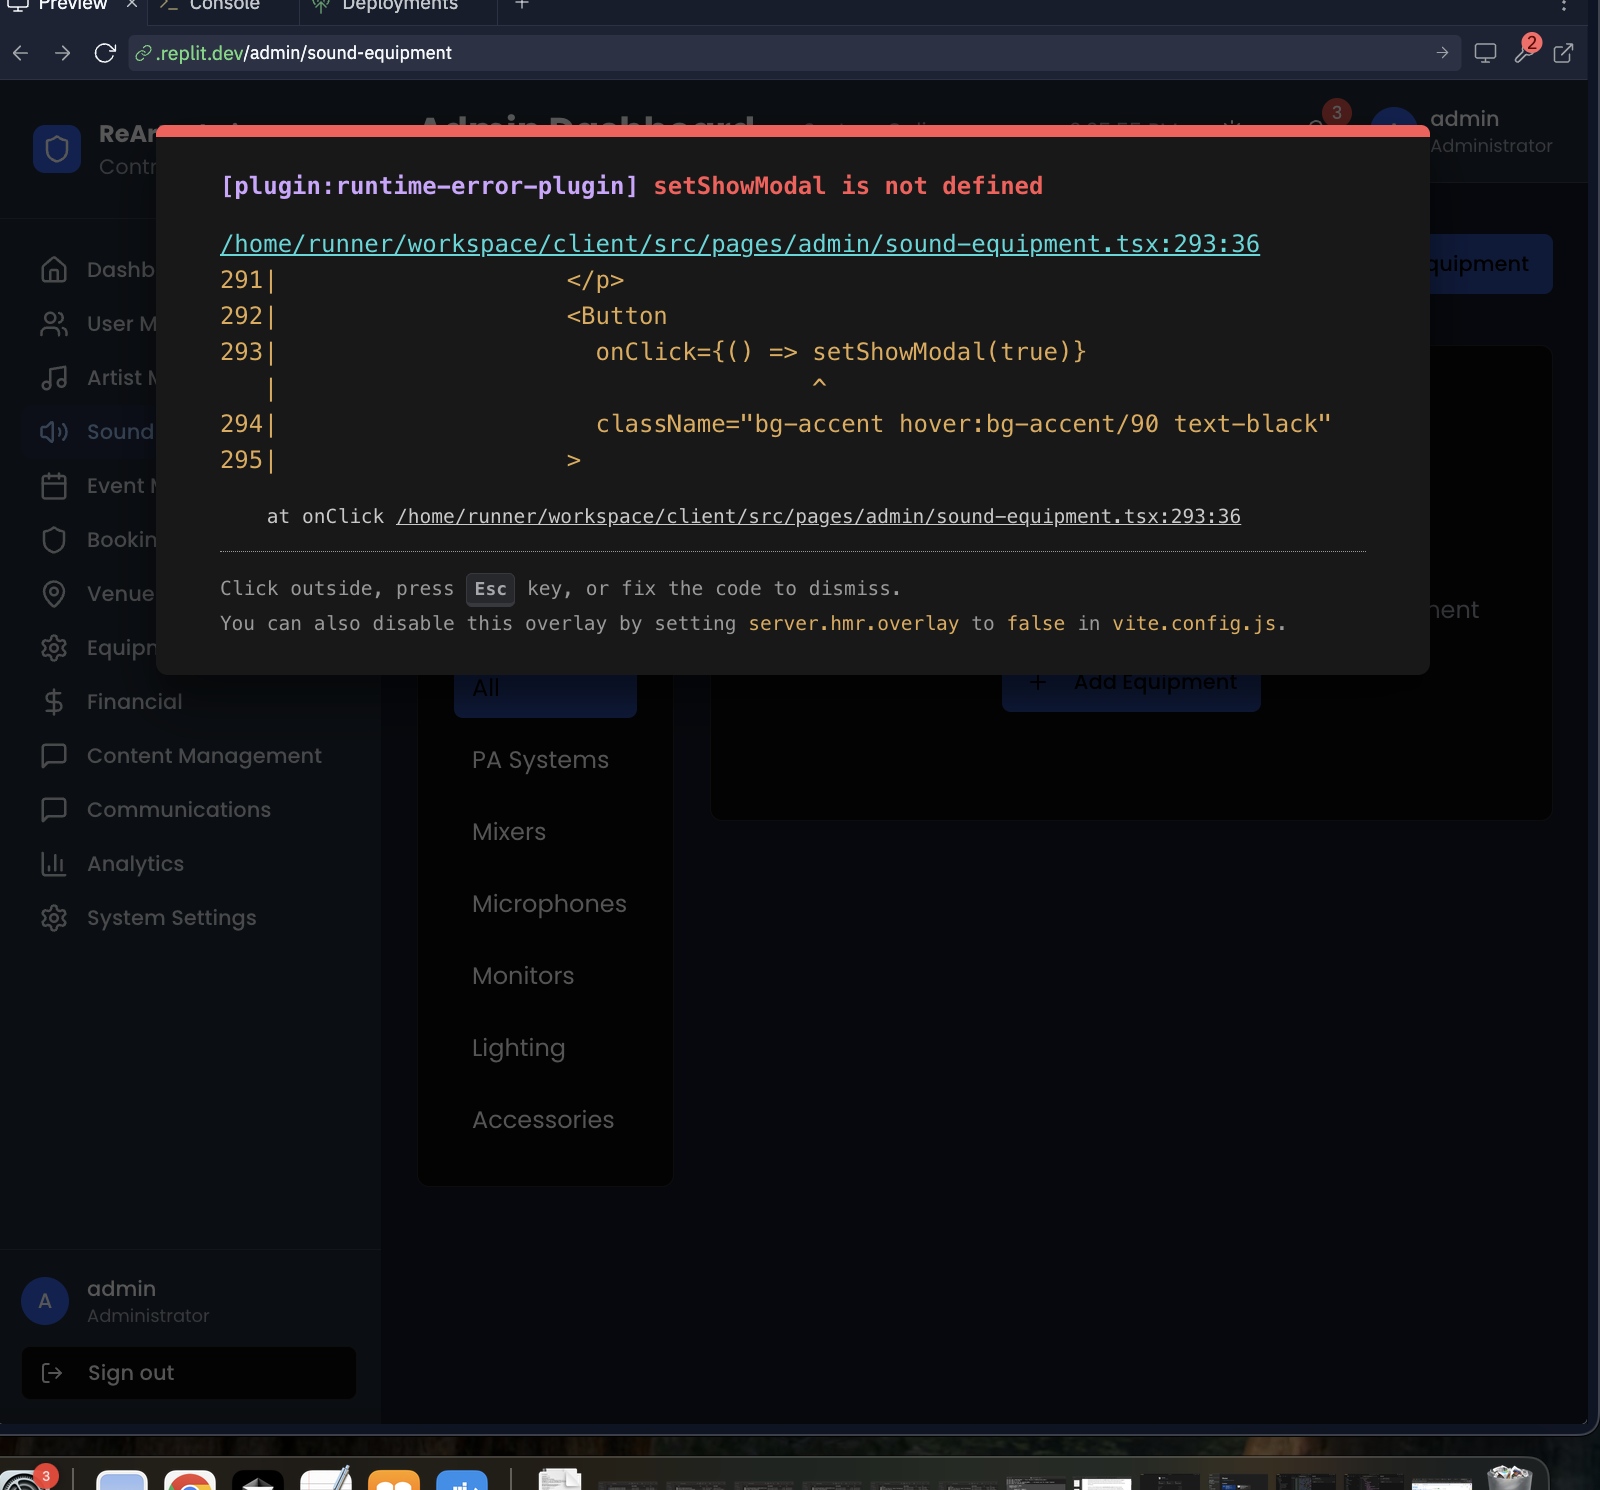 Preview × Console Deployments +
.replit.dev/admin/sound-equipment
2
Contr
3
admin
Administrator
[plugin:runtime-error-plugin] setShowModal is not defined
/home/runner/workspace/client/src/pages/admin/sound-equipment.tsx:293:36
291| </p>
292| <Button
293| onClick={() => setShowModal(true)}
| ^
294| className="bg-accent hover:bg-accent/90 text-black"
295| >
at onClick /home/runner/workspace/client/src/pages/admin/sound-equipment.tsx:293:36
Click outside, press Esc key, or fix the code to dismiss.
You can also disable this overlay by setting server.hmr.overlay to false in vite.config.js.
Dashb
User M
Artist M
Sound
Event M
Bookin
Venue
Equipn
Financial
Content Management
Communications
Analytics
System Settings
quipment
All
PA Systems
Mixers
Microphones
Monitors
Lighting
Accessories
Add Equipment
A
admin
Administrator
Sign out
3